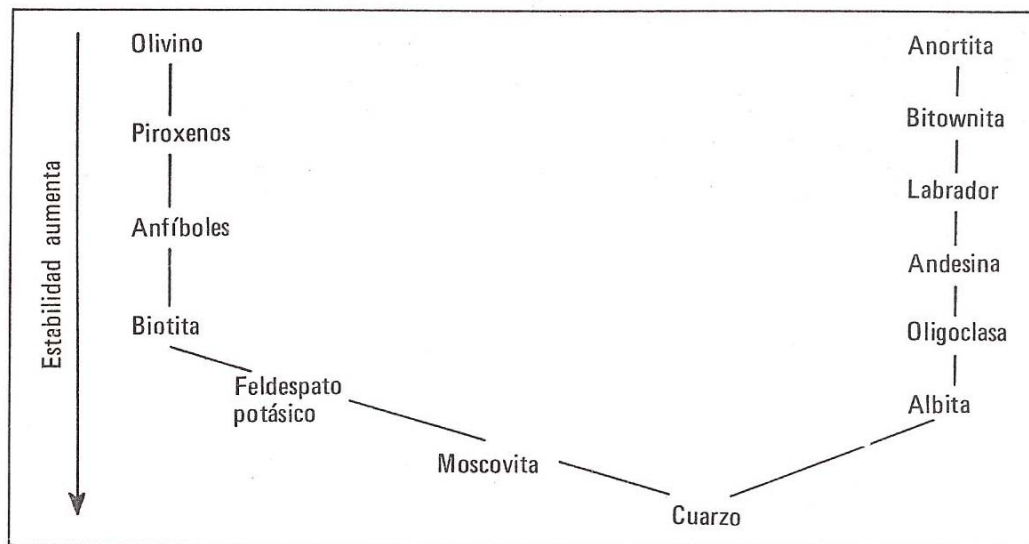 Estabilidad aumenta
Olivino
Piroxenos
Anfíboles
Biotita
Feldespato
potásico
Moscovita
Cuarzo
Anortita
Bitownita
Labrador
Andesina
Oligoclasa
Albita